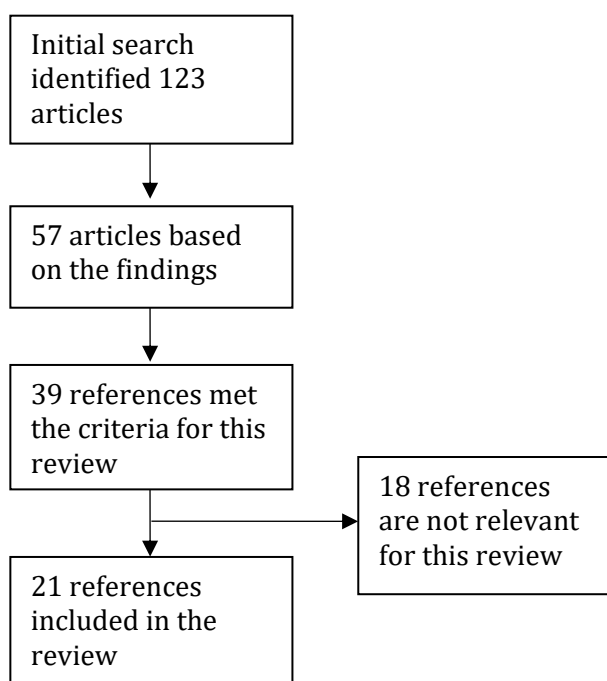 Initial search
identified 123
articles
57 articles based
on the findings
39 references met
the criteria for this
review
18 references
are not relevant
for this review
21 references
included in the
review